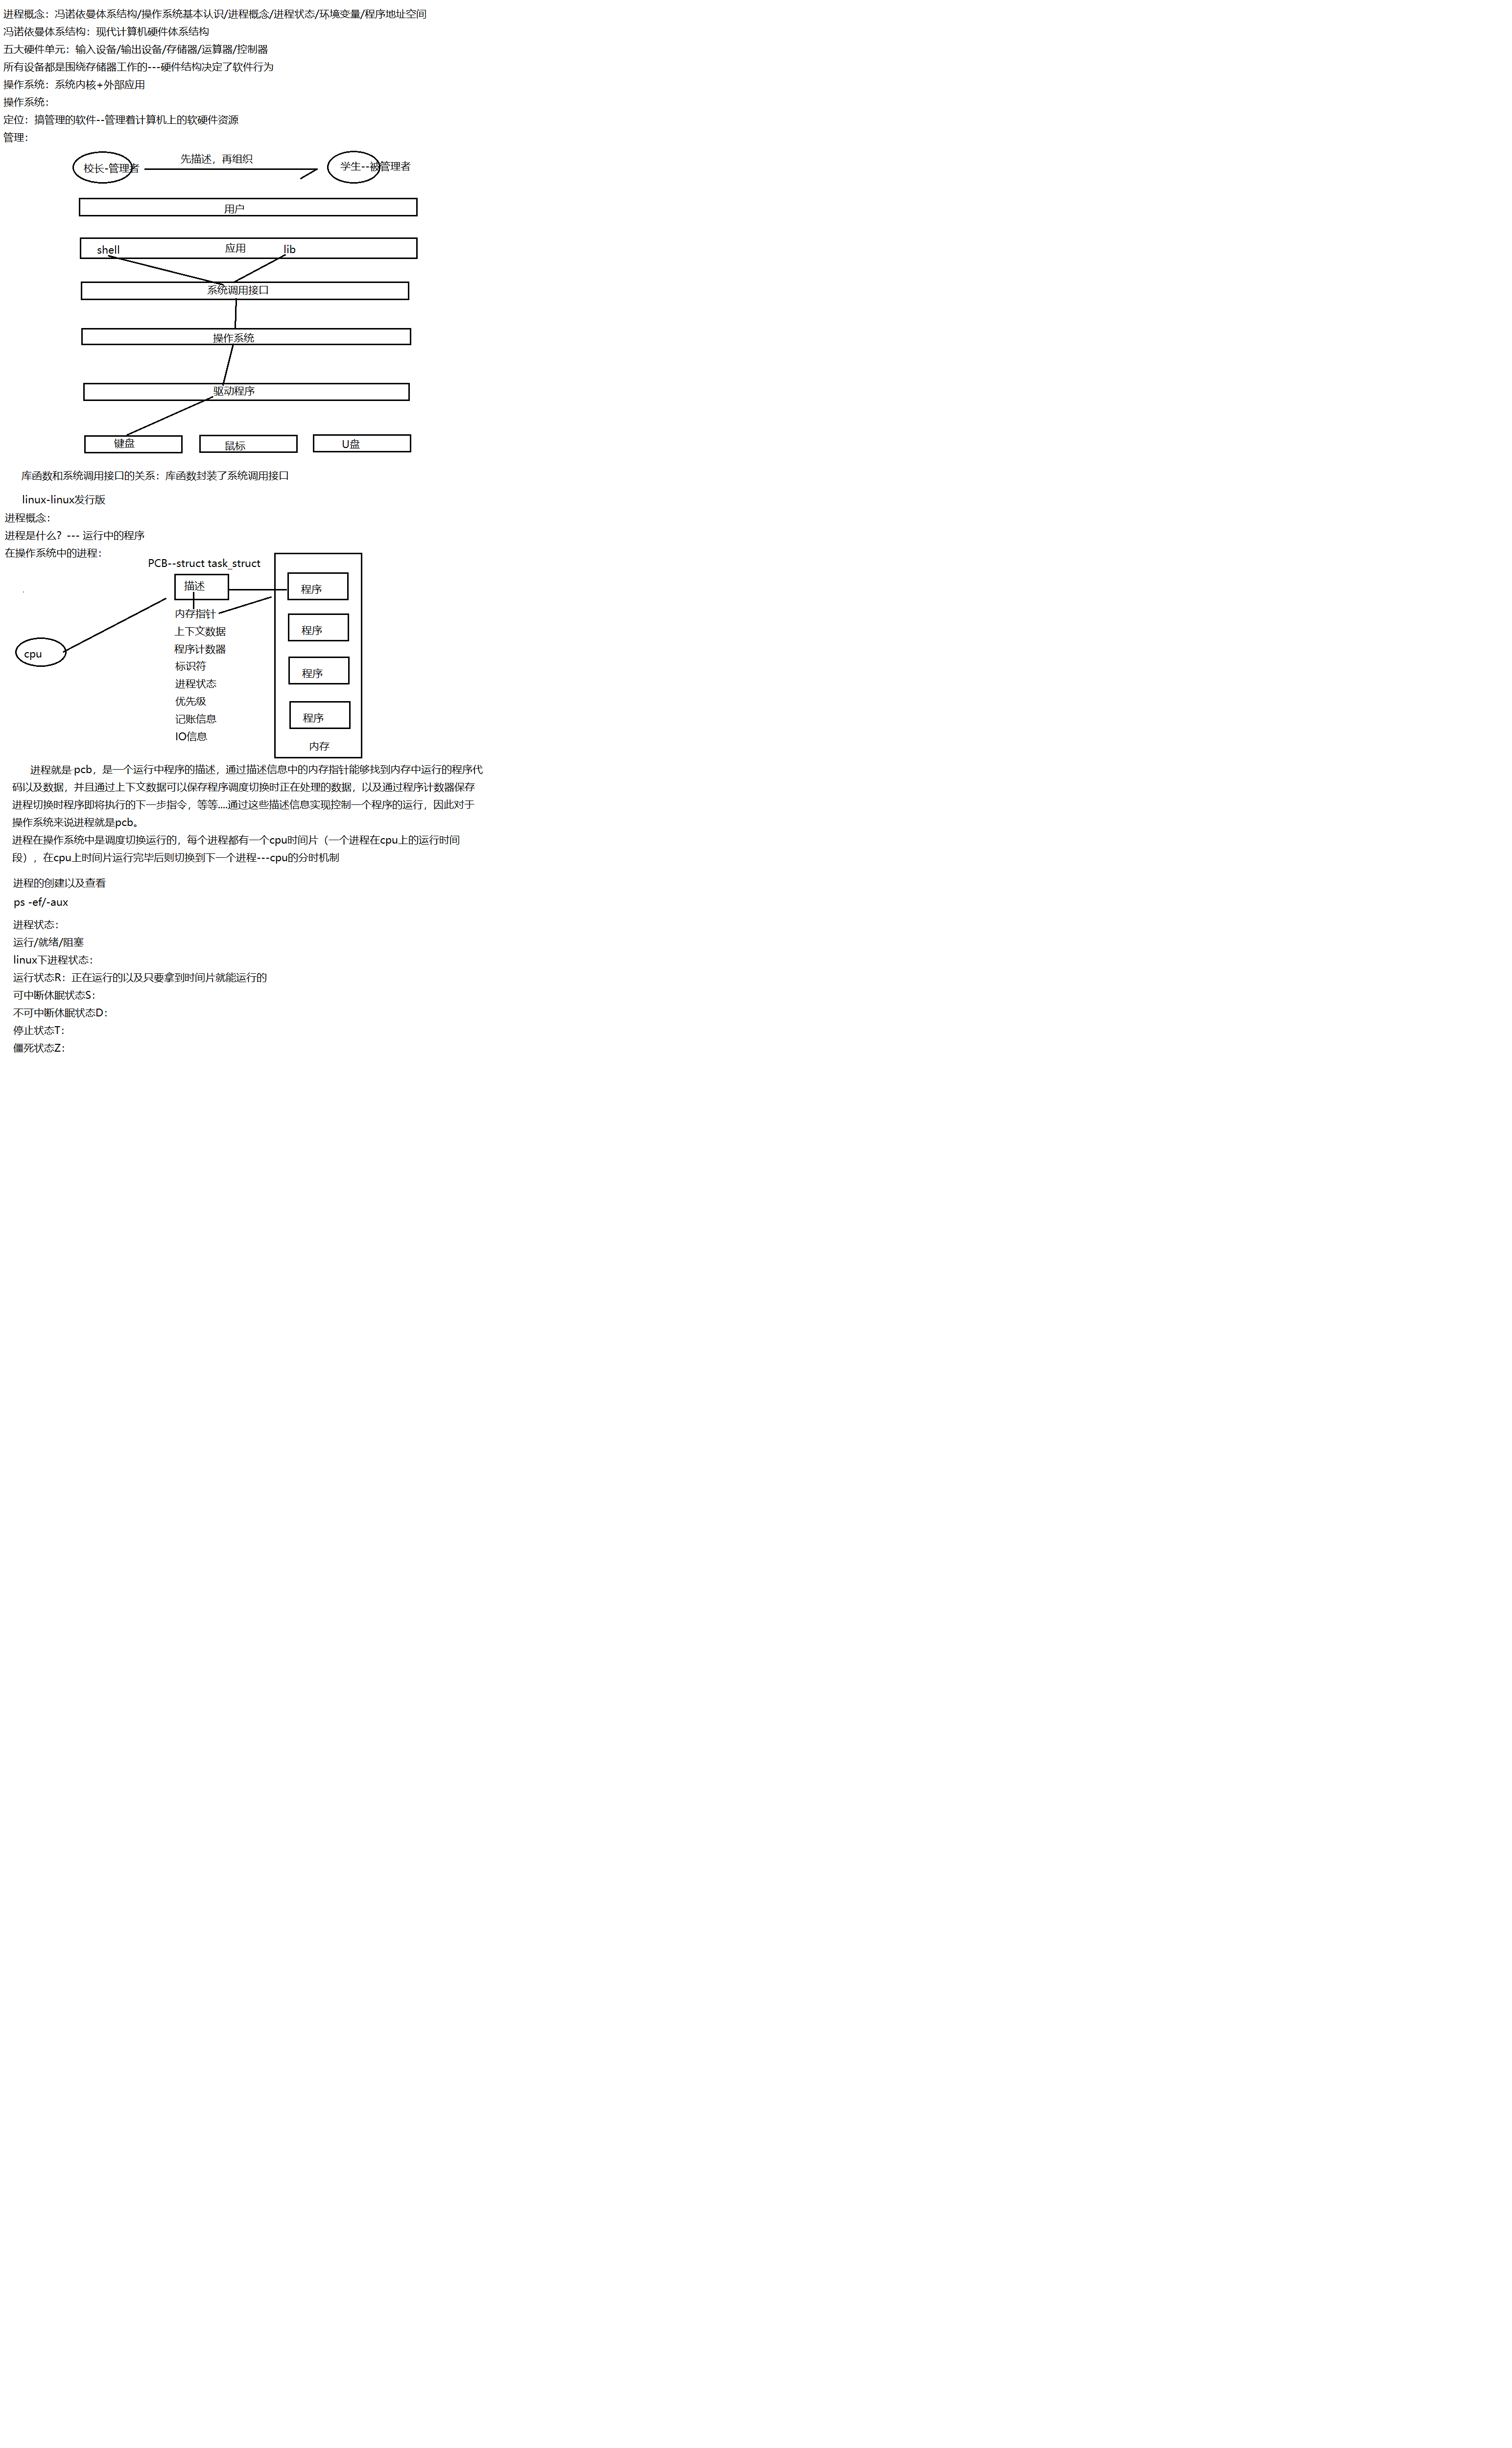 进程概念：冯诺依曼体系结构/操作系统基本认识/进程概念/进程状态/环境变量/程序地址空间
冯诺依曼体系结构：现代计算机硬件体系结构
五大硬件单元：输入设备/输出设备/存储器/运算器/控制器
所有设备都是围绕存储器工作的---硬件结构决定了软件行为
操作系统：系统内核+外部应用
操作系统：
定位：搞管理的软件--管理着计算机上的软硬件资源
管理：
校长-管理者
先描述，再组织
学生--被管理者
用户
shell
应用
lib
系统调用接口
操作系统
驱动程序
键盘
鼠标
U盘
库函数和系统调用接口的关系：库函数封装了系统调用接口
linux-linux发行版
进程概念：
进程是什么？--- 运行中的程序
在操作系统中的进程：
PCB--struct task_struct
描述
程序
内存指针
上下文数据
程序
程序计数器
cpu
标识符
程序
进程状态
优先级
记账信息
程序
IO信息
内存
进程就是 pcb，是一个运行中程序的描述，通过描述信息中的内存指针能够找到内存中运行的程序代
码以及数据，并且通过上下文数据可以保存程序调度切换时正在处理的数据，以及通过程序计数器保存
进程切换时程序即将执行的下一步指令，等等....通过这些描述信息实现控制一个程序的运行，因此对于
操作系统来说进程就是pcb。
进程在操作系统中是调度切换运行的，每个进程都有一个cpu时间片（一个进程在cpu上的运行时间
段），在cpu上时间片运行完毕后则切换到下一个进程---cpu的分时机制
进程的创建以及查看
ps -ef/-aux
进程状态：
运行/就绪/阻塞
linux下进程状态：
运行状态R：正在运行的以及只要拿到时间片就能运行的
可中断休眠状态S：
不可中断休眠状态D：
停止状态T：
僵死状态Z：